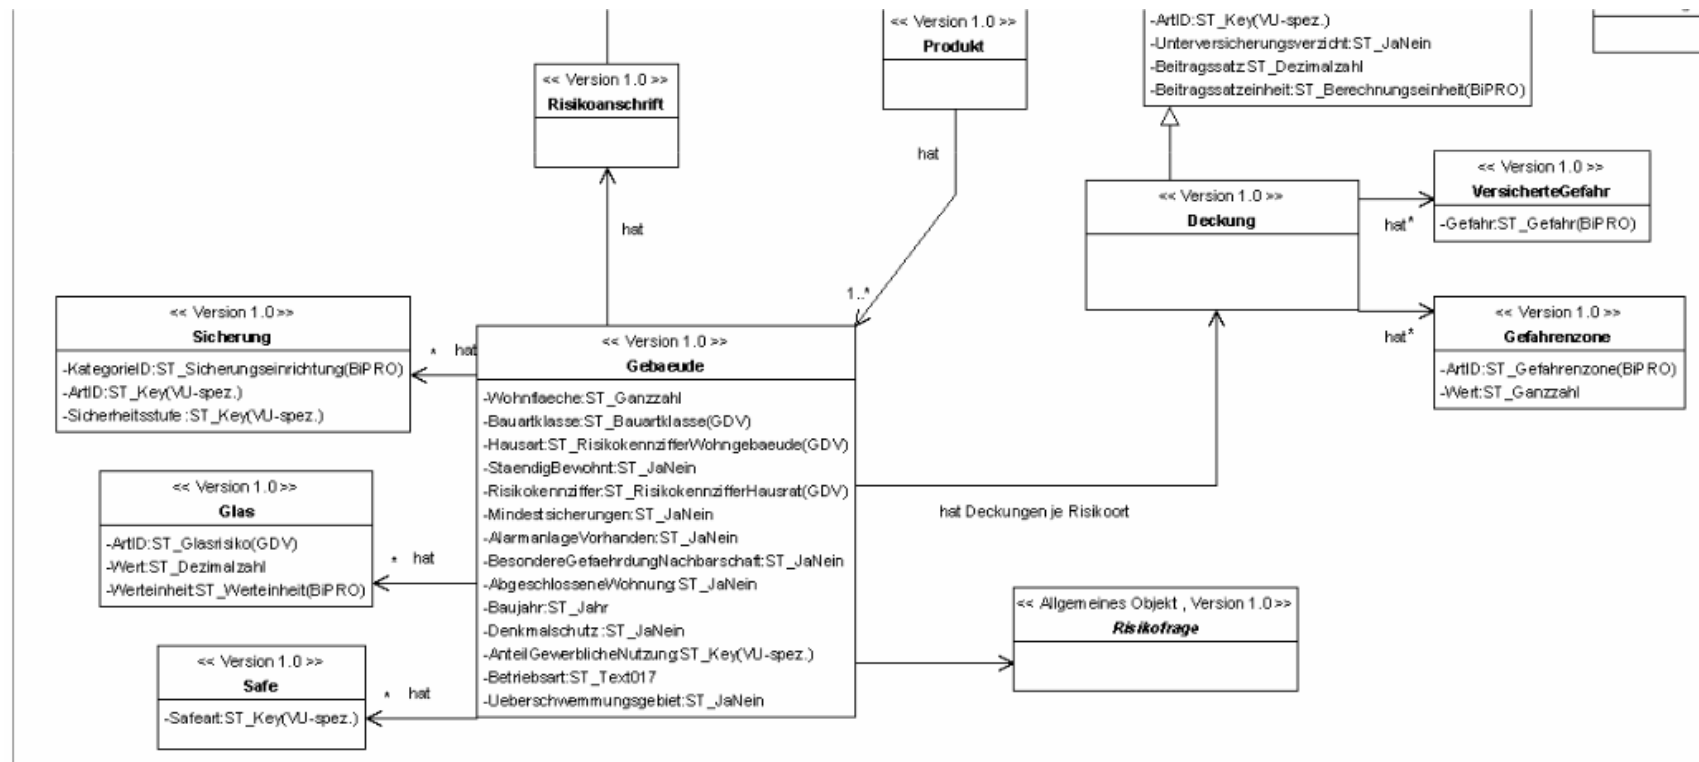 << Version 1.0 >>
Produkt
-ArtID:ST_Key(VU-spez.)
-Unterversicherungsverzicht:ST_JaNein
-Beitragssatz:ST_Dezimalzahl
-Beitragssatzeinheit:ST_Berechnungseinheit(BiPRO)
<< Version 1.0 >>
Risikoanschrift
hat
hat
1..*
<< Version 1.0 >>
Deckung
hat*
hat*
<< Version 1.0 >>
VersicherteGefahr
-Gefahr:ST_Gefahr(BiPRO)
<< Version 1.0 >>
Gefahrenzone
-ArtID:ST_Gefahrenzone(BiPRO)
-Wert:ST_Ganzzahl
<< Version 1.0 >>
Sicherung
-KategorieID:ST_Sicherungseinrichtung(BiPRO)
-ArtID:ST_Key(VU-spez.)
-Sicherheitsstufe:ST_Key(VU-spez.)
* hat
<< Version 1.0 >>
Gebaeude
-Wohnflaeche:ST_Ganzzahl
-Bauartklasse:ST_Bauartklasse(GDV)
-Hausart:ST_RisikokennzifferWohngebaeude(GDV)
-StaendigBewohnt:ST_JaNein
-Risikokennziffer:ST_RisikokennzifferHausrat(GDV)
-Mindestsicherungen:ST_JaNein
-AlarmanlageVorhanden:ST_JaNein
-BesondereGefaehrdungNachbarschaft:ST_JaNein
-AbgeschlosseneWohnung:ST_JaNein
-Baujahr:ST_Jahr
-Denkmalschutz:ST_JaNein
-AnteilGewerblicheNutzung:ST_Key(VU-spez.)
-Betriebsart:ST_Text017
-Ueberschwemmungsgebiet:ST_JaNein
hat Deckungen je Risikoort
<< Version 1.0 >>
Glas
-ArtID:ST_Glasrisiko(GDV)
-Wert:ST_Dezimalzahl
-Werteinheit:ST_Werteinheit(BiPRO)
* hat
<< Allgemeines Objekt , Version 1.0 >>
Risikofrage
<< Version 1.0 >>
Safe
-Safeart:ST_Key(VU-spez.)
* hat